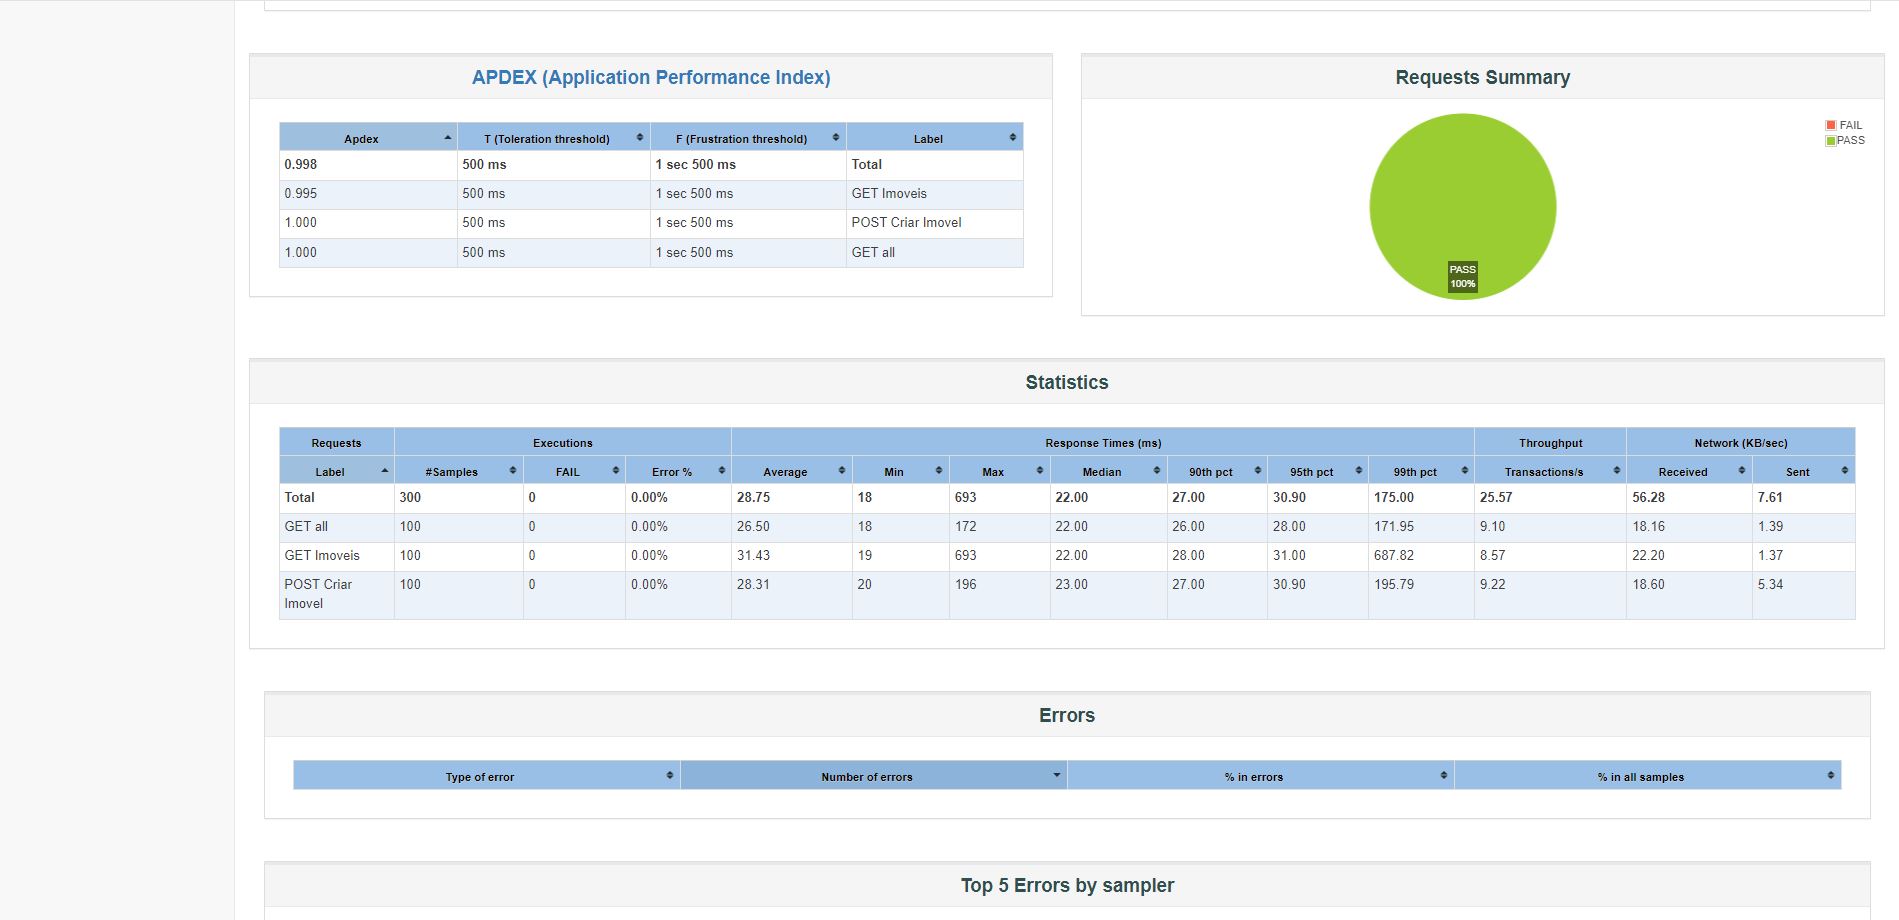 APDEX (Application Performance Index)
Apdex T (Toleration threshold) F (Frustration threshold) Label
0.998 500 ms 1 sec 500 ms Total
0.995 500 ms 1 sec 500 ms GET Imoveis
1.000 500 ms 1 sec 500 ms POST Criar Imovel
1.000 500 ms 1 sec 500 ms GET all
Requests Summary
FAIL
PASS
PASS
100%
Statistics
Requests Executions Response Times (ms) Throughput Network (KB/sec)
Label #Samples FAIL Error % Average Min Max Median 90th pct 95th pct 99th pct Transactions/s Received Sent
Total 300 0 0.00% 28.75 18 693 22.00 27.00 30.90 175.00 25.57 56.28 7.61
GET all 100 0 0.00% 26.50 18 172 22.00 26.00 28.00 171.95 9.10 18.16 1.39
GET Imoveis 100 0 0.00% 31.43 19 693 22.00 28.00 31.00 687.82 8.57 22.20 1.37
POST Criar 100 0 0.00% 28.31 20 196 23.00 27.00 30.90 195.79 9.22 18.60 5.34
Imovel
Errors
Type of error Number of errors % in errors % in all samples
Top 5 Errors by sampler